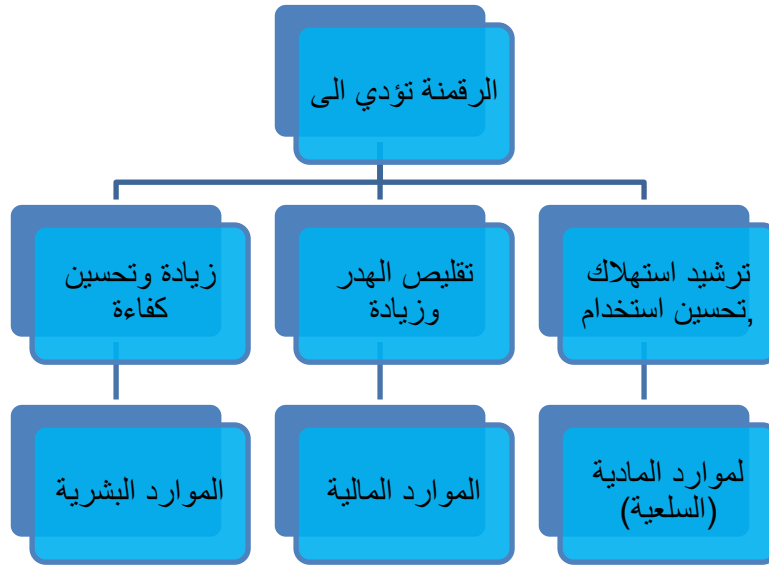 الرقمنة تؤدي الى
ترشيد استهلاك
,تحسين استخدام
تقليص الهدر
وزيادة
زيادة وتحسين
كفاءة
لموارد المادية
(السلعية)
الموارد المالية
الموارد البشرية